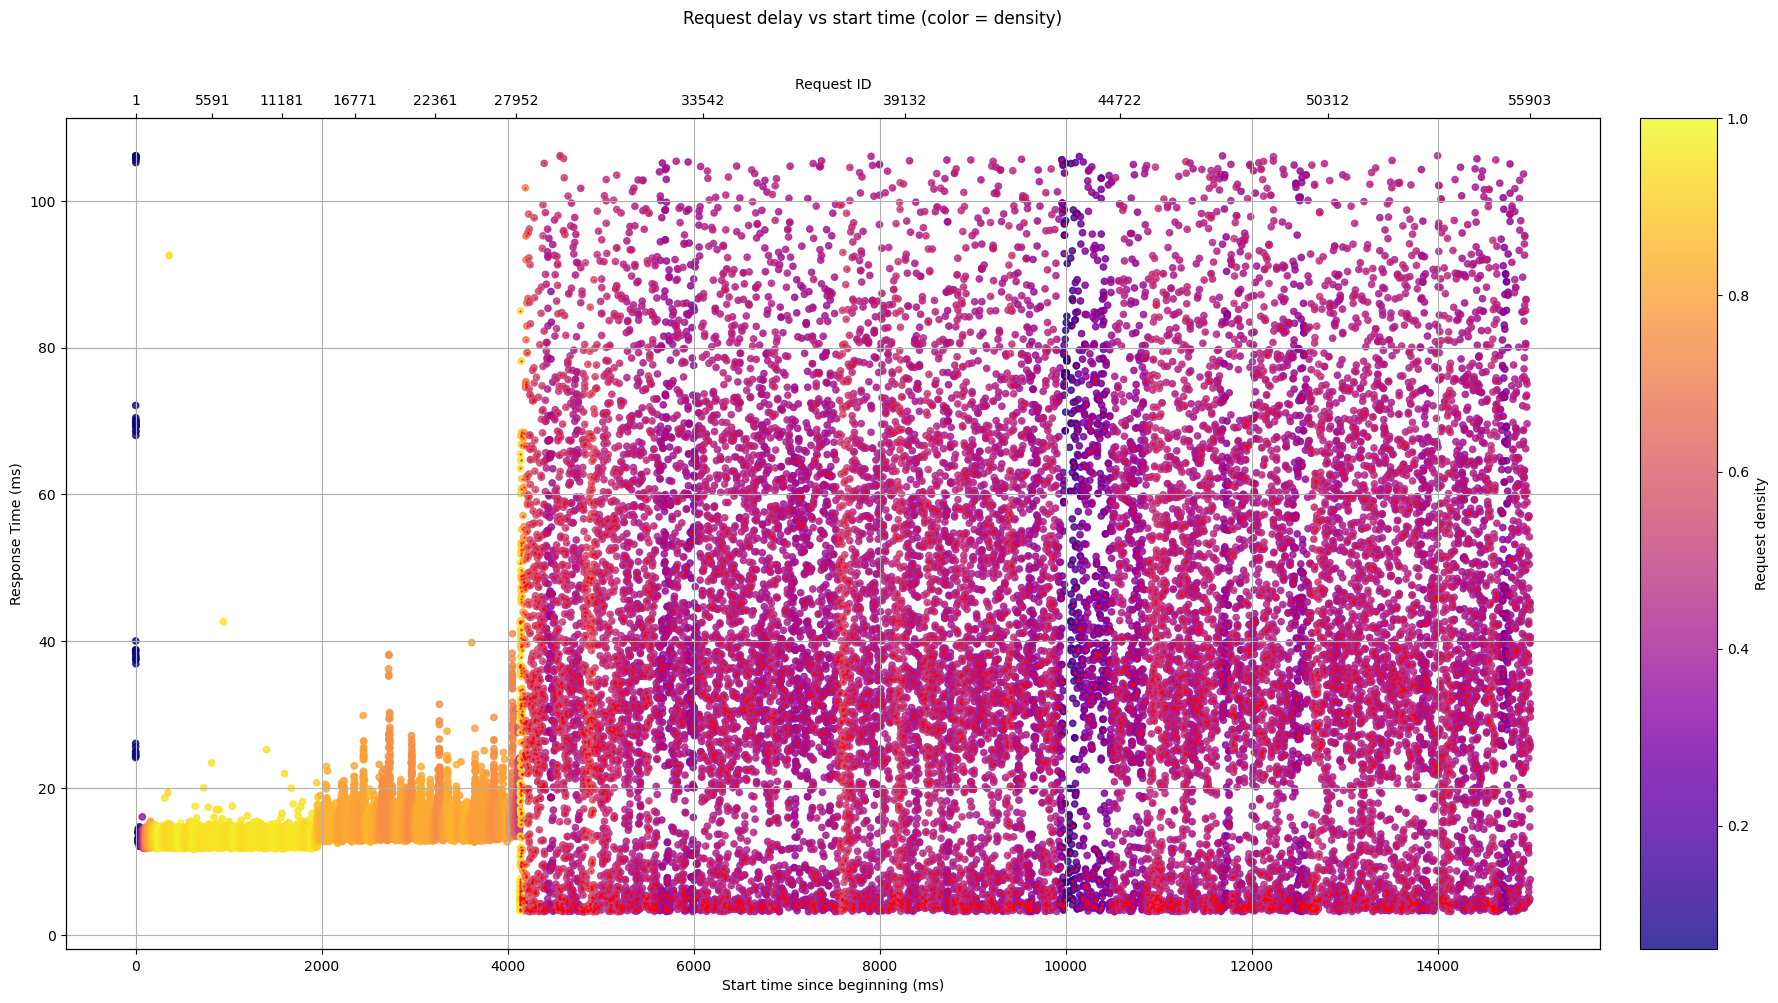 Request delay vs start time (color = density)
Request ID
1 5591 11181 16771 22361 27952 33542 39132 44722 50312 55903
100
80
60
40
20
0
Response Time (ms)
0 2000 4000 6000 8000 10000 12000 14000
Start time since beginning (ms)
1.0
0.8
0.6
0.4
0.2
Request density